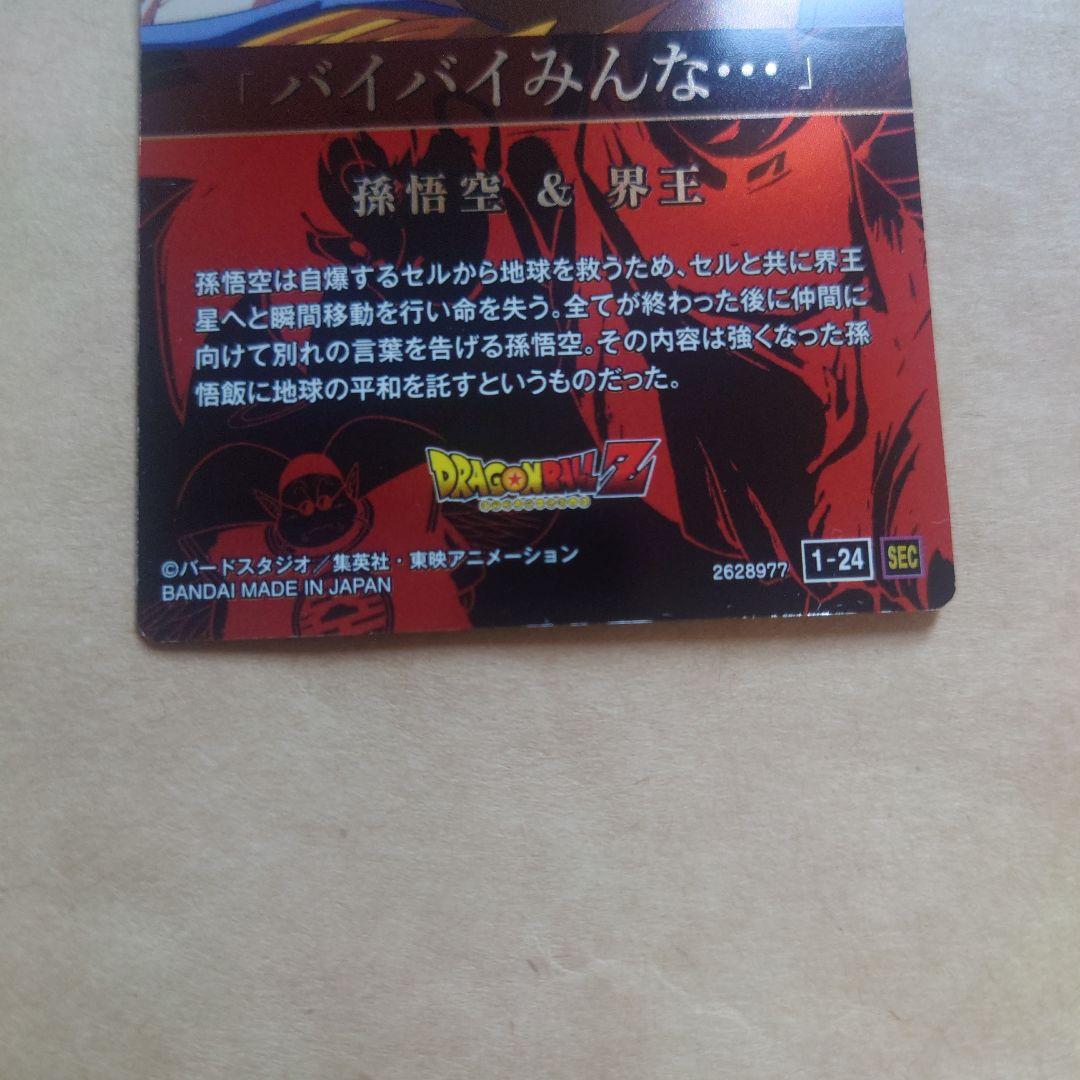 「バイバイみんな…」
孫悟空 & 界王
孫悟空は自爆するセルから地球を救うため、セルと共に界王
星へと瞬間移動を行い命を失う。全てが終わった後に仲間に
向けて別れの言葉を告げる孫悟空。その内容は強くなった孫
悟飯に地球の平和を託すというものだった。
DRAGON BALL Z
©バードスタジオ/集英社・東映アニメーション
BANDAI MADE IN JAPAN
2628977 1-24 SEC